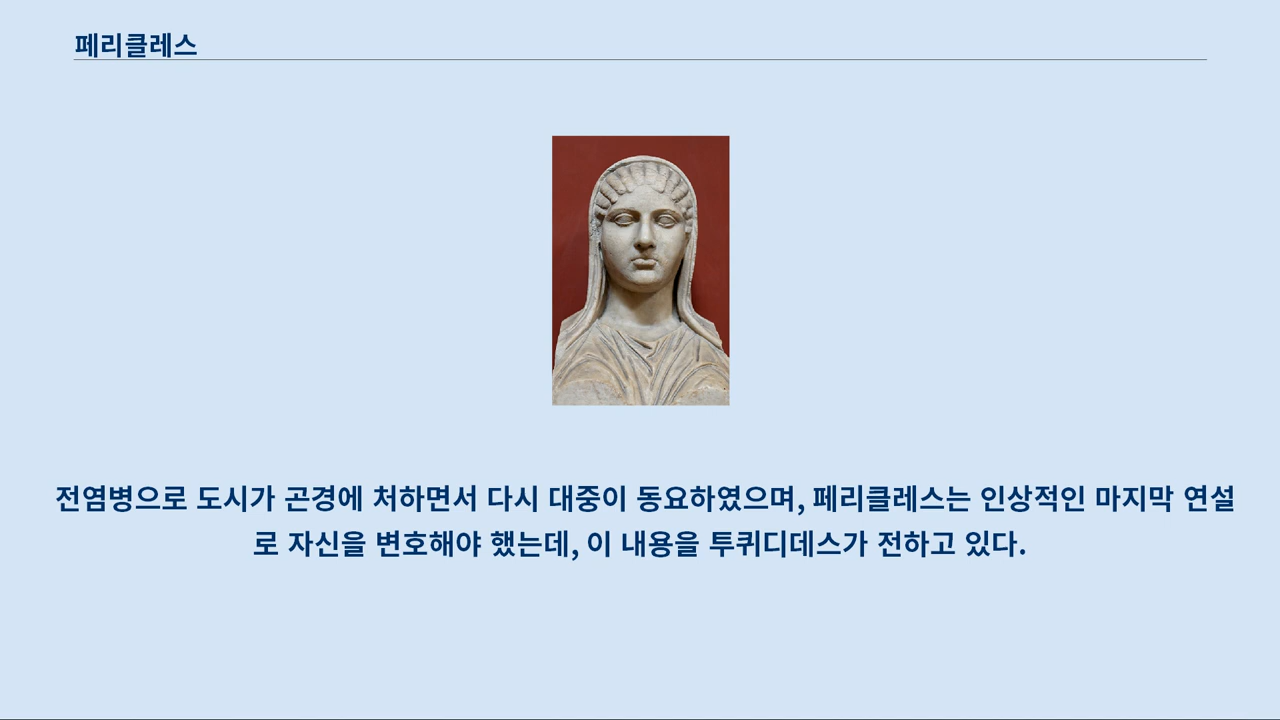 페리클레스
전염병으로 도시가 곤경에 처하면서 다시 대중이 동요하였으며, 페리클레스는 인상적인 마지막 연설
로 자신을 변호해야 했는데, 이 내용을 투퀴디데스가 전하고 있다.